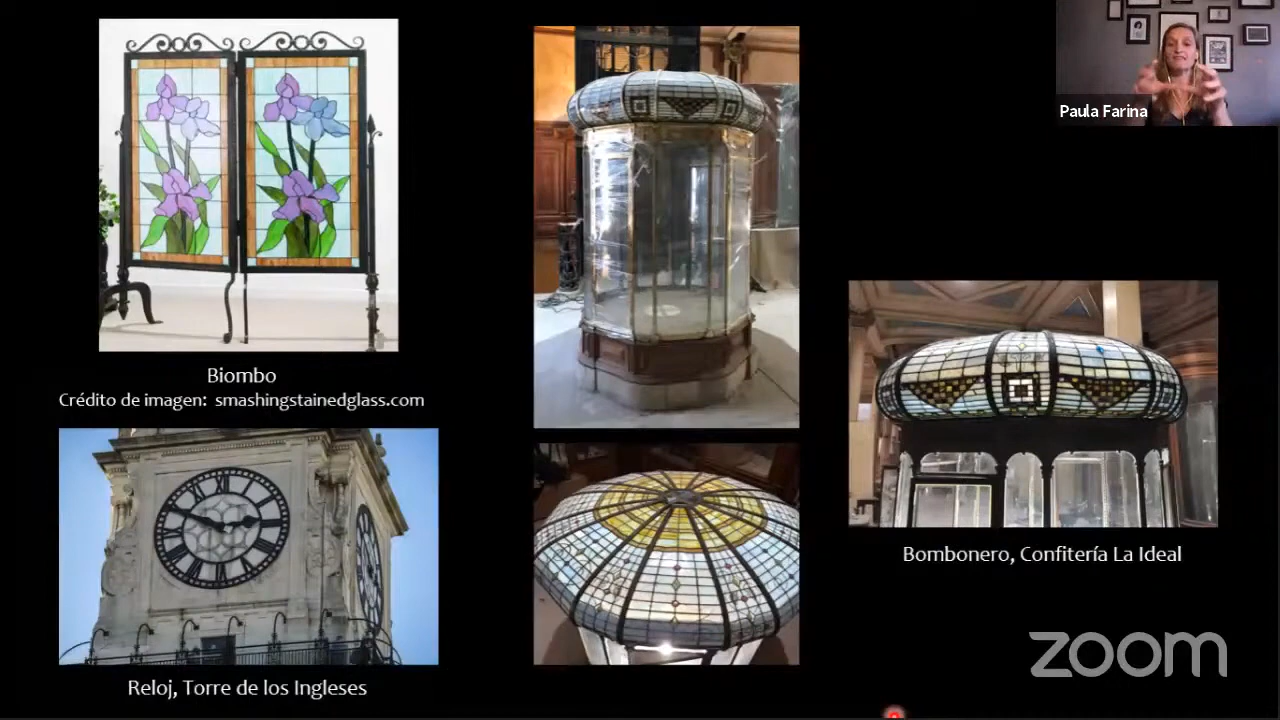 Paula Farina
Biombo
Crédito de imagen: smashingstainedglass.com
Bombonero, Confitería La Ideal
Reloj, Torre de los Ingleses
zoom